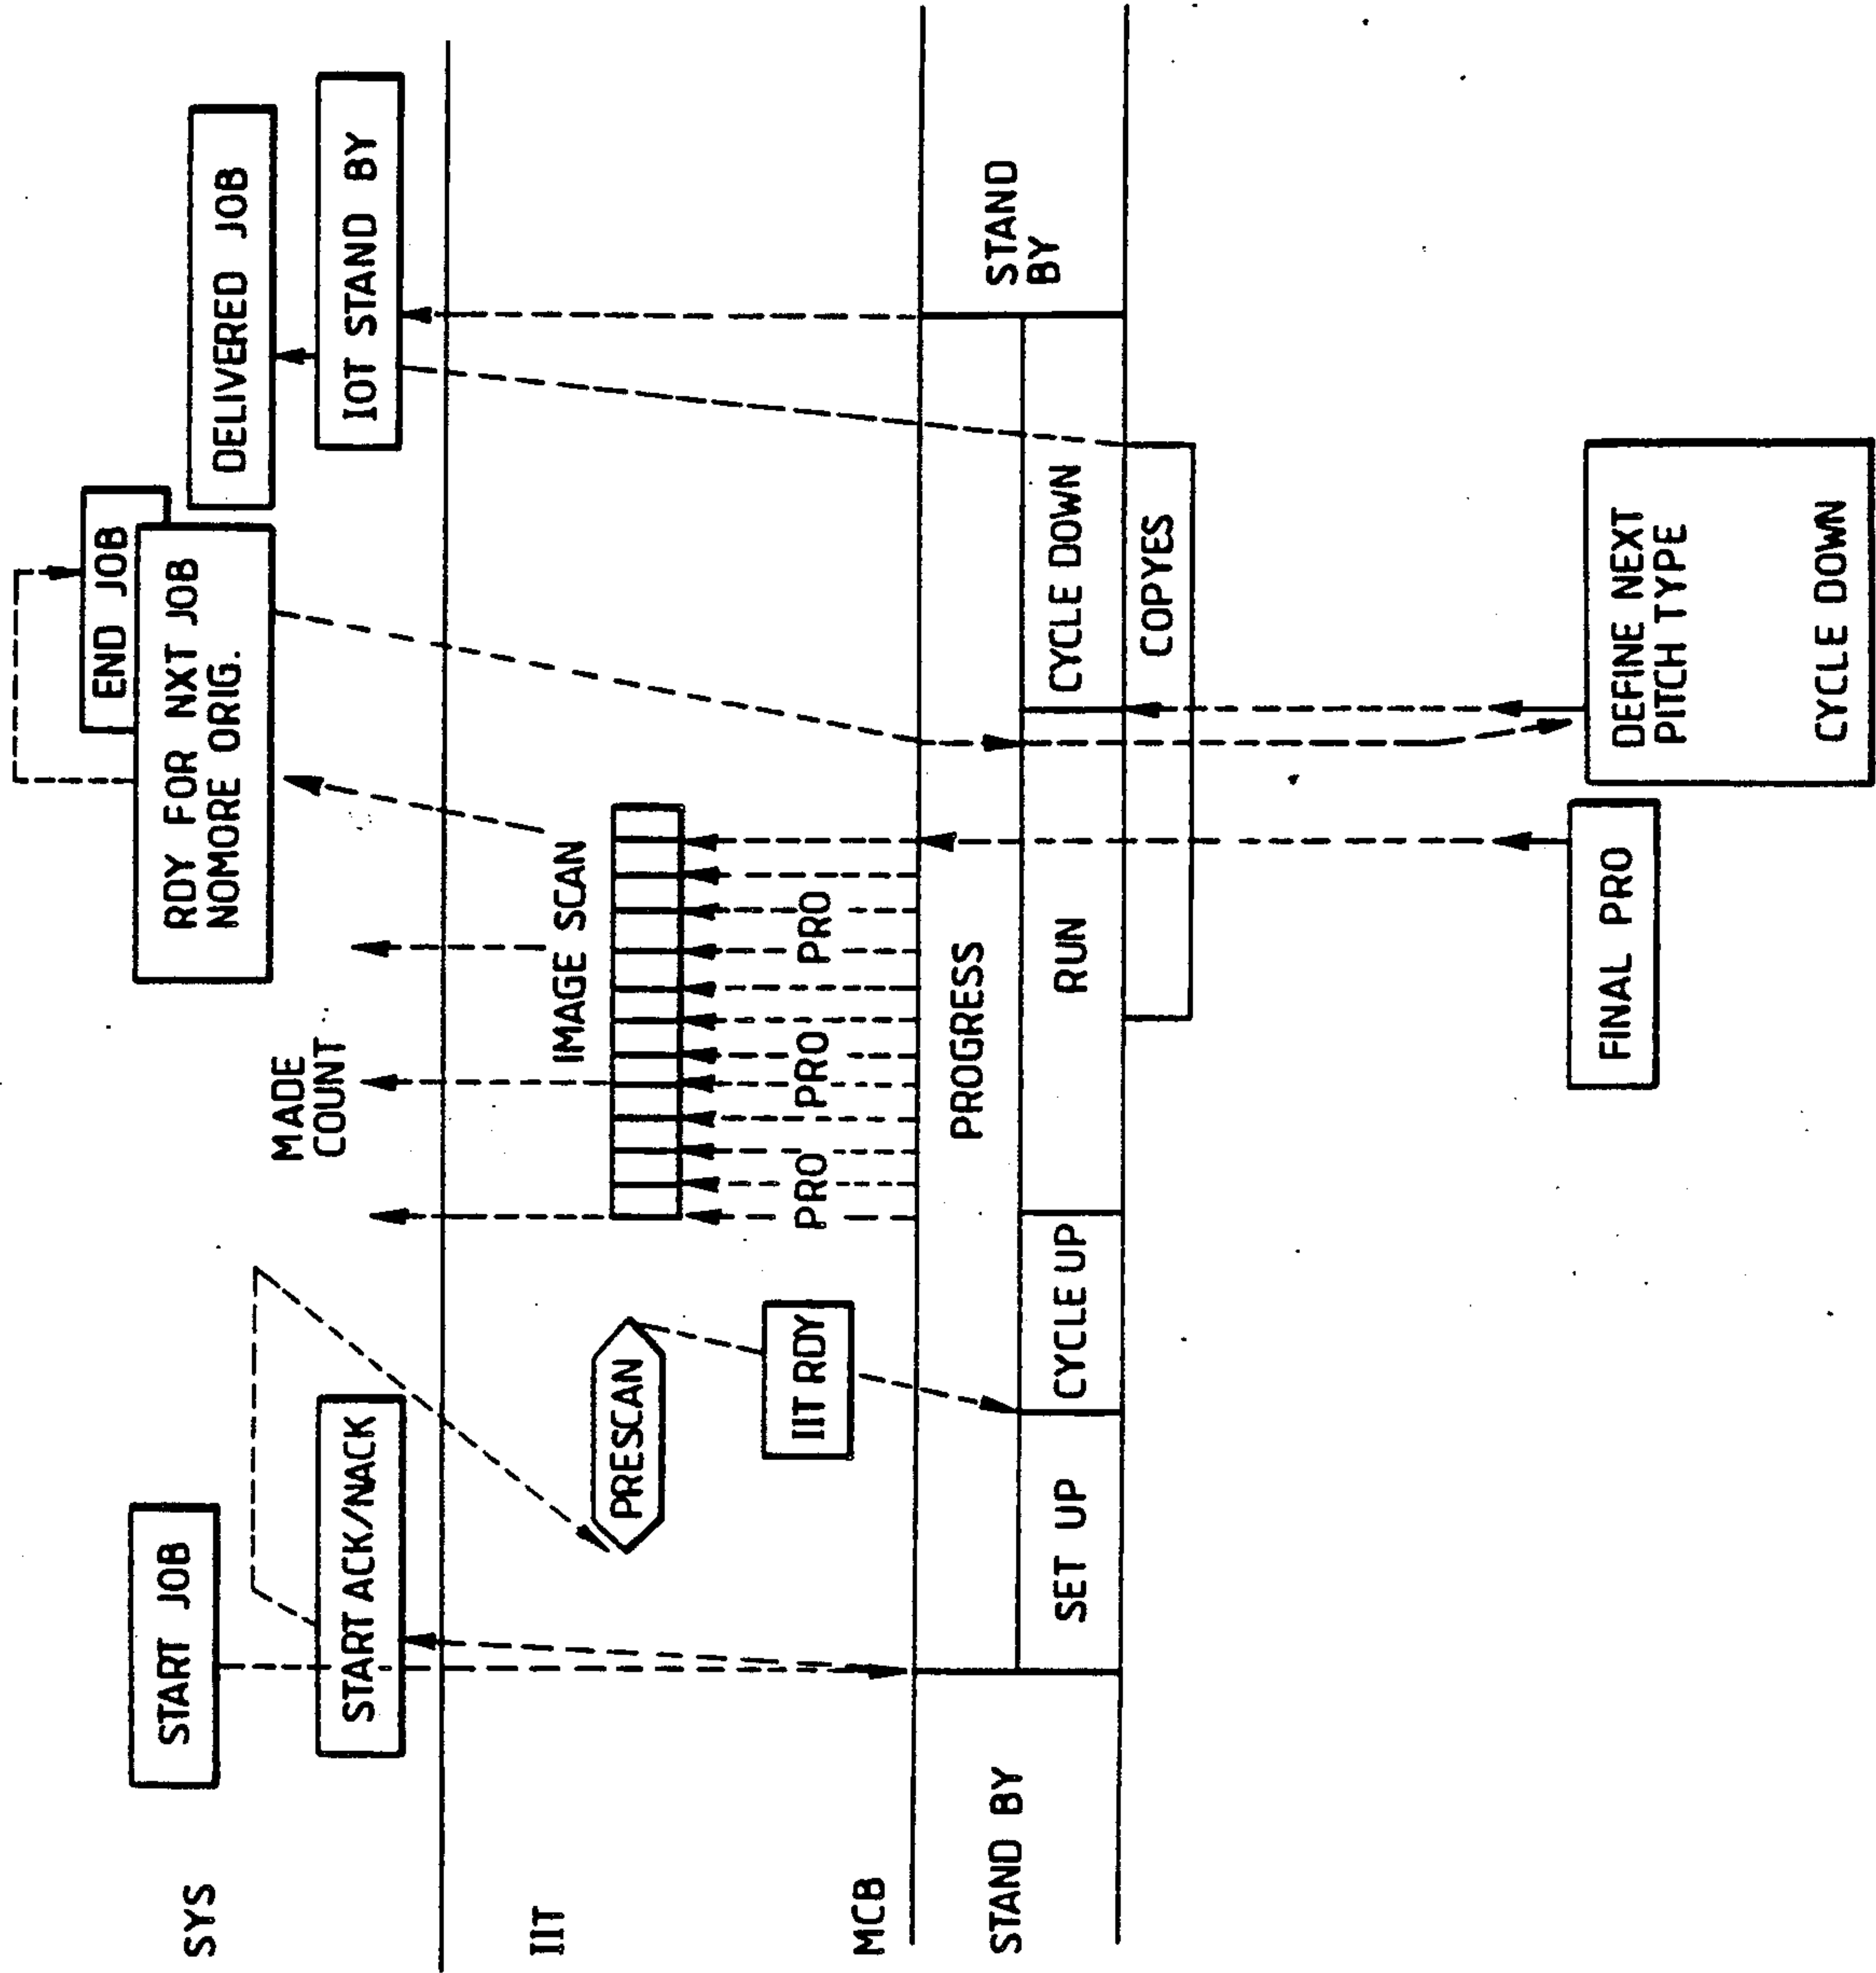 SYS
START JOB
START ACK/NACK
MADE
COUNT
END JOB
RDY FOR NXT JOB
NOMORE ORIG.
DELIVERED JOB
IOT STAND BY
IIT
PRESCAN
IMAGE SCAN
IIT RDY
PRO
PRO
PRO
MCB
STAND BY
PROGRESS
STAND
BY
SET UP
CYCLE UP
RUN
CYCLE DOWN
COPYES
FINAL PRO
DEFINE NEXT
PITCH TYPE
CYCLE DOWN